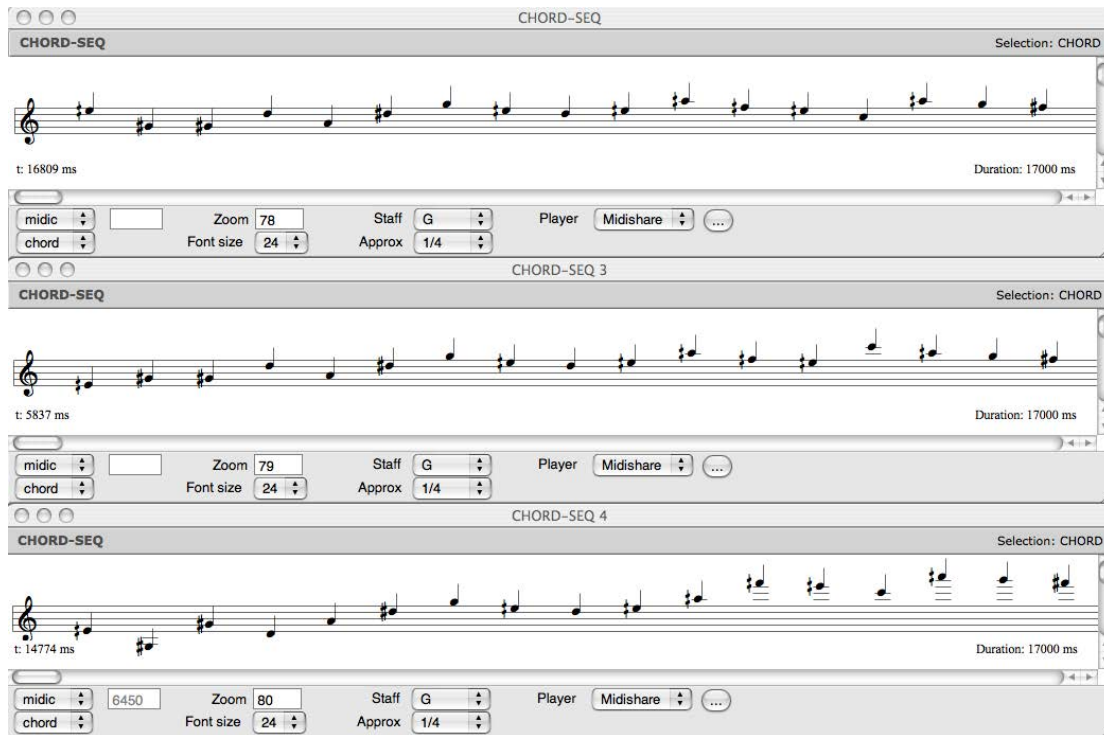 CHORD-SEQ
CHORD-SEQ Selection: CHORD
t: 16809 ms Duration: 17000 ms
midic Zoom 78 Staff G Player Midishare ...
chord Font size 24 Approx 1/4
CHORD-SEQ 3
CHORD-SEQ Selection: CHORD
t: 5837 ms Duration: 17000 ms
midic Zoom 79 Staff G Player Midishare ...
chord Font size 24 Approx 1/4
CHORD-SEQ 4
CHORD-SEQ Selection: CHORD
t: 14774 ms Duration: 17000 ms
midic 6450 Zoom 80 Staff G Player Midishare ...
chord Font size 24 Approx 1/4